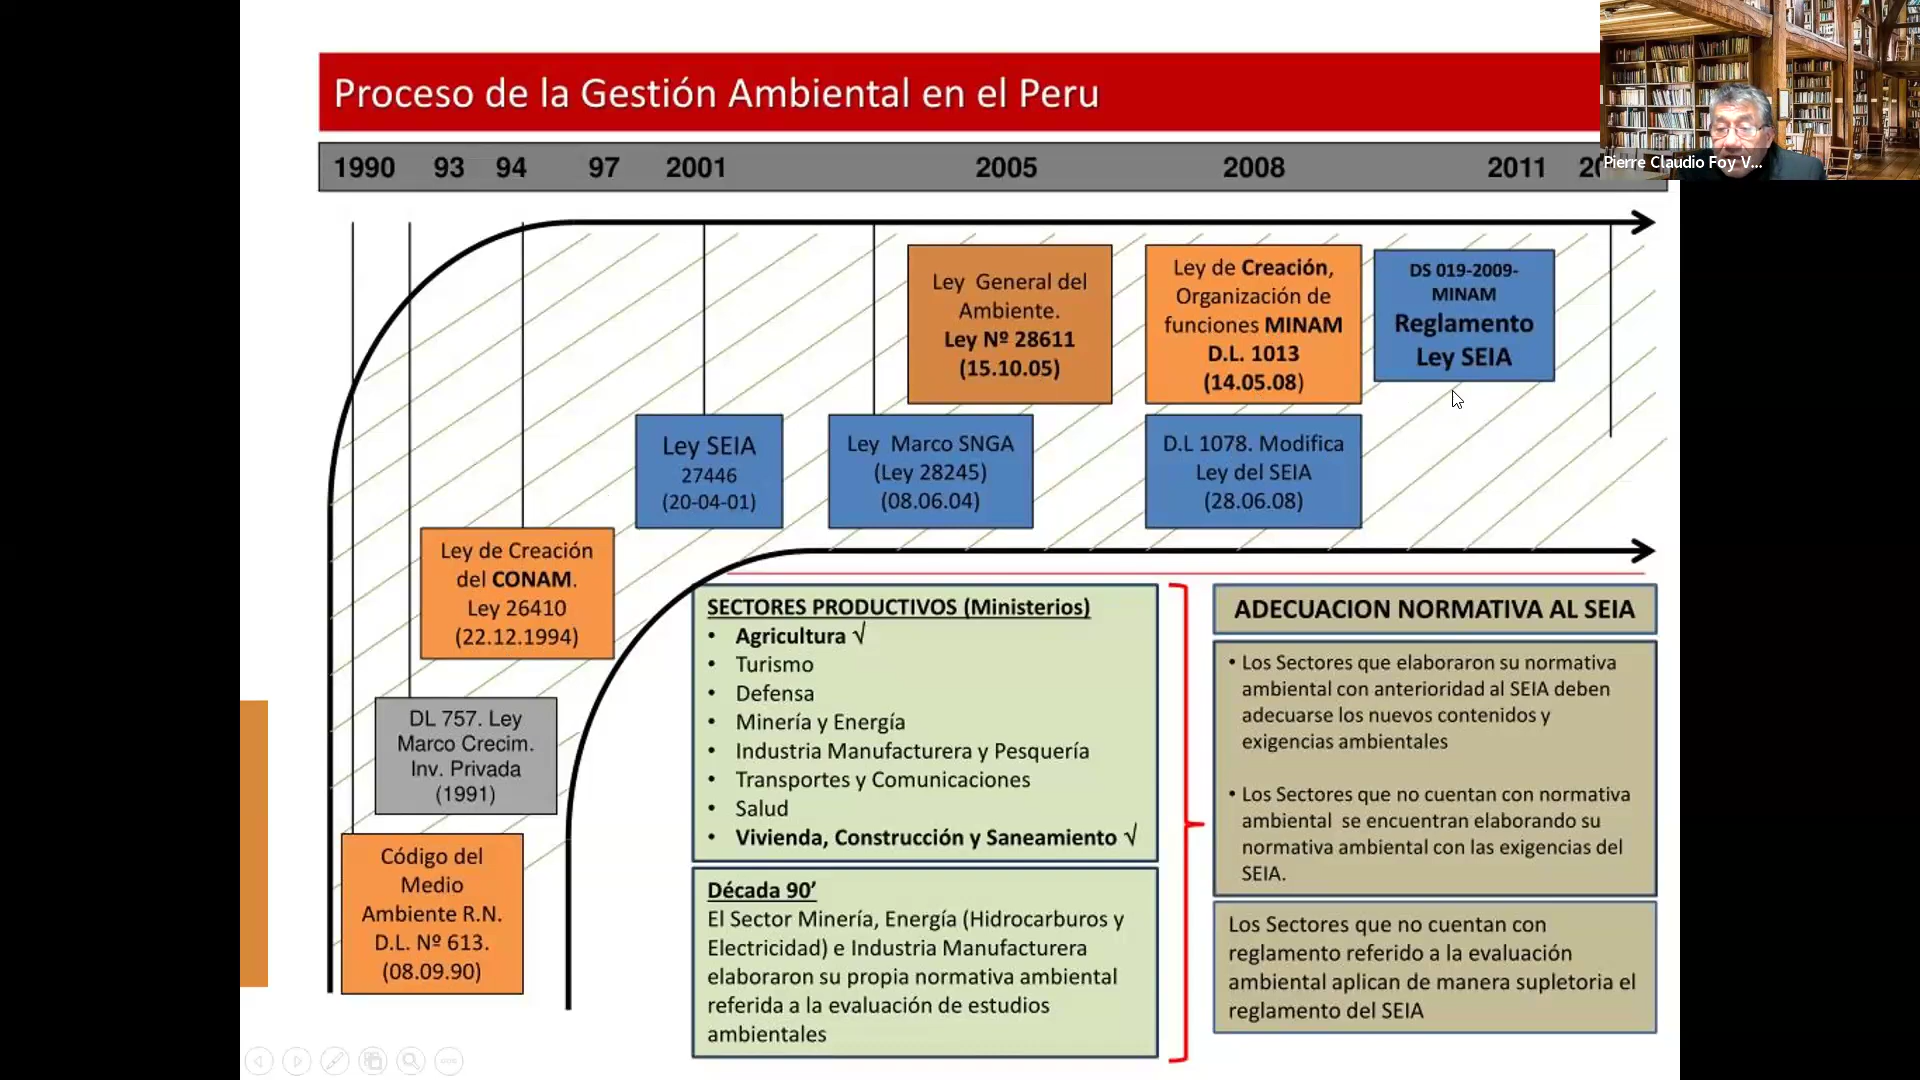 Proceso de la Gestión Ambiental en el Peru
1990 93 94 97 2001 2005 2008 2011
Pierre Claudio Foy V...
Ley General del
Ambiente.
Ley Nº 28611
(15.10.05)
Ley de Creación,
Organización de
funciones MINAM
D.L. 1013
(14.05.08)
DS 019-2009-
MINAM
Reglamento
Ley SEIA
Ley SEIA
27446
(20-04-01)
Ley Marco SNGA
(Ley 28245)
(08.06.04)
D.L 1078. Modifica
Ley del SEIA
(28.06.08)
Ley de Creación
del CONAM.
Ley 26410
(22.12.1994)
DL 757. Ley
Marco Crecim.
Inv. Privada
(1991)
Código del
Medio
Ambiente R.N.
D.L. Nº 613.
(08.09.90)
SECTORES PRODUCTIVOS (Ministerios)
• Agricultura √
• Turismo
• Defensa
• Minería y Energía
• Industria Manufacturera y Pesquería
• Transportes y Comunicaciones
• Salud
• Vivienda, Construcción y Saneamiento √
Década 90’
El Sector Minería, Energía (Hidrocarburos y
Electricidad) e Industria Manufacturera
elaboraron su propia normativa ambiental
referida a la evaluación de estudios
ambientales
ADECUACION NORMATIVA AL SEIA
• Los Sectores que elaboraron su normativa
ambiental con anterioridad al SEIA deben
adecuarse los nuevos contenidos y
exigencias ambientales
• Los Sectores que no cuentan con normativa
ambiental se encuentran elaborando su
normativa ambiental con las exigencias del
SEIA.
Los Sectores que no cuentan con
reglamento referido a la evaluación
ambiental aplican de manera supletoria el
reglamento del SEIA